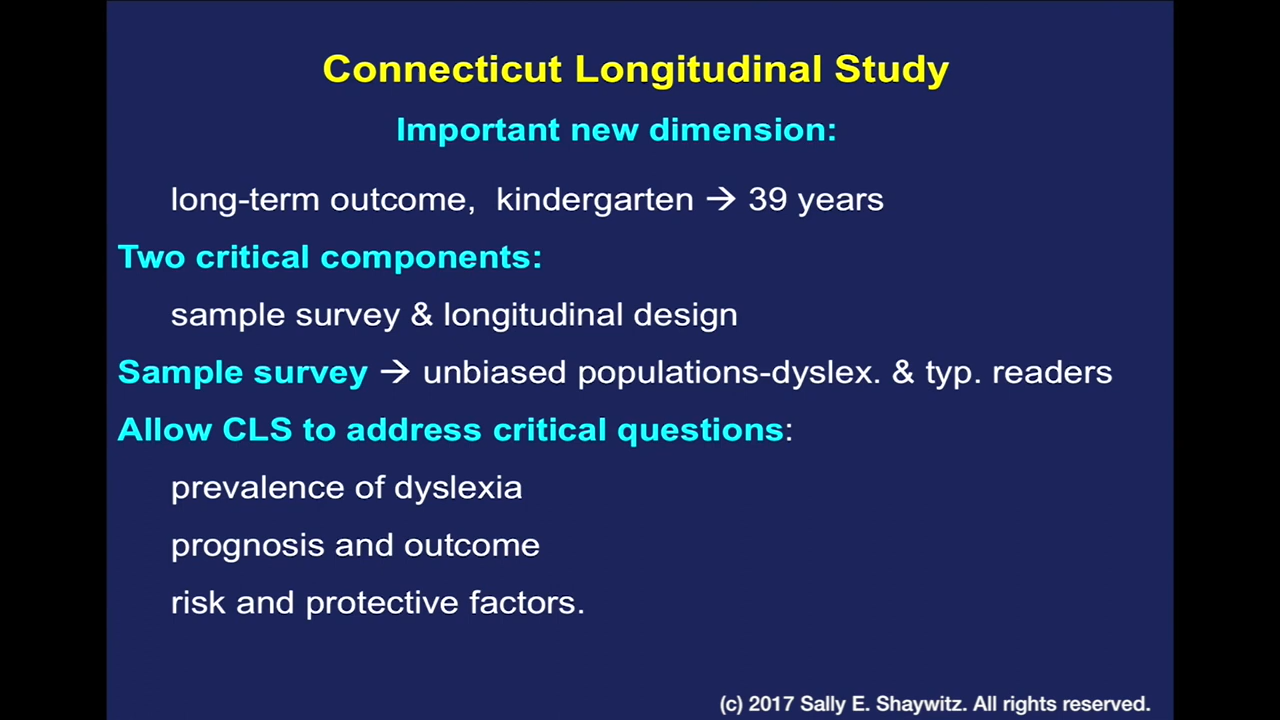 Connecticut Longitudinal Study
Important new dimension:
long-term outcome,  kindergarten → 39 years
Two critical components:
sample survey & longitudinal design
Sample survey → unbiased populations-dyslex. & typ. readers
Allow CLS to address critical questions:
prevalence of dyslexia
prognosis and outcome
risk and protective factors.
(c) 2017 Sally E. Shaywitz. All rights reserved.